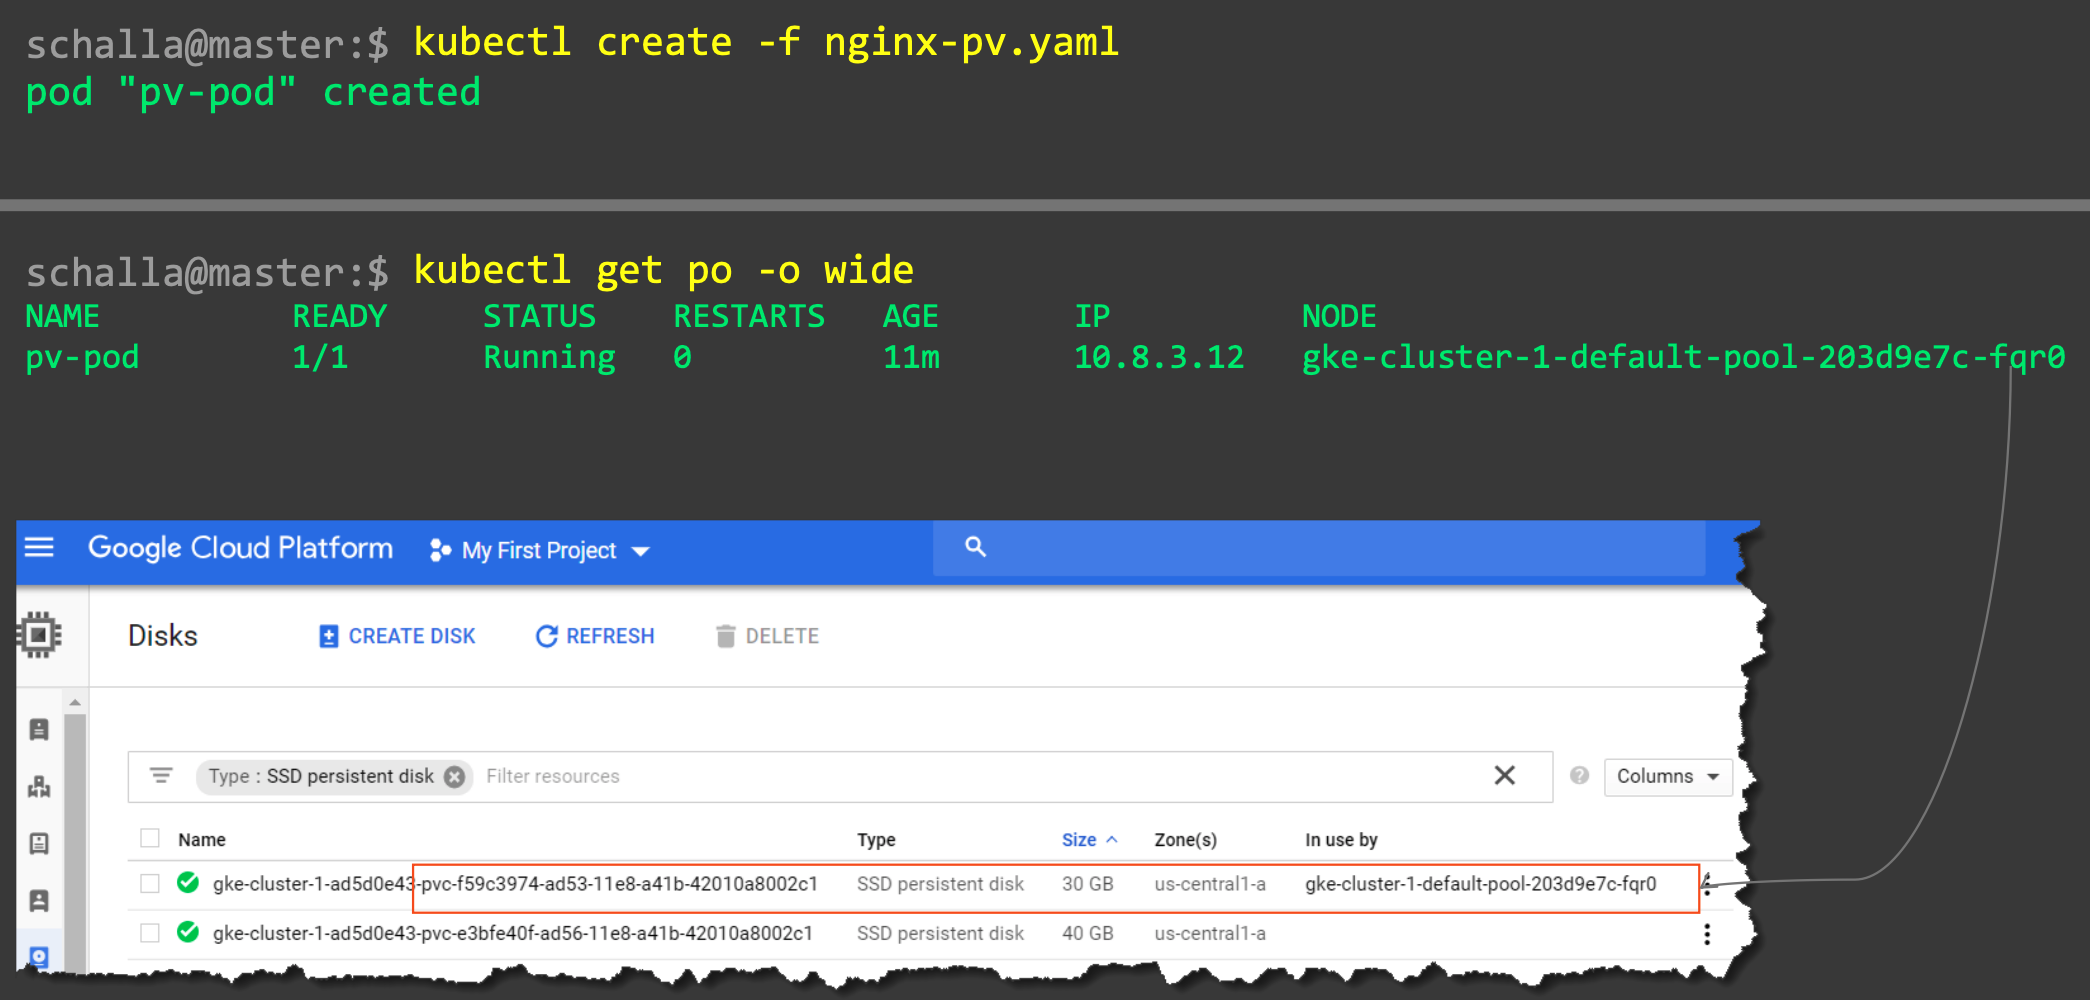 schalla@master:$ kubectl create -f nginx-pv.yaml
pod "pv-pod" created
schalla@master:$ kubectl get po -o wide
NAME READY STATUS RESTARTS AGE IP NODE
pv-pod 1/1 Running 0 11m 10.8.3.12 gke-cluster-1-default-pool-203d9e7c-fqr0
Google Cloud Platform My First Project
Disks CREATE DISK REFRESH DELETE
Type : SSD persistent disk Filter resources Columns
Name Type Size Zone(s) In use by
gke-cluster-1-ad5d0e43-pvc-f59c3974-ad53-11e8-a41b-42010a8002c1 SSD persistent disk 30 GB us-central1-a gke-cluster-1-default-pool-203d9e7c-fqr0
gke-cluster-1-ad5d0e43-pvc-e3bfe40f-ad56-11e8-a41b-42010a8002c1 SSD persistent disk 40 GB us-central1-a